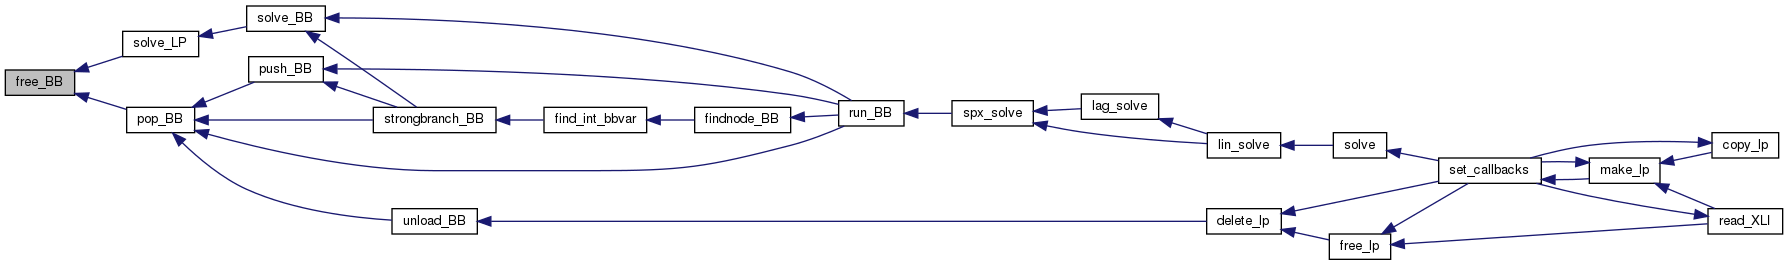 free_BB
solve_LP
pop_BB
solve_BB
push_BB
strongbranch_BB
unload_BB
find_int_bbvar
findnode_BB
run_BB
spx_solve
lag_solve
lin_solve
delete_lp
solve
free_lp
set_callbacks
make_lp
copy_lp
read_XLI